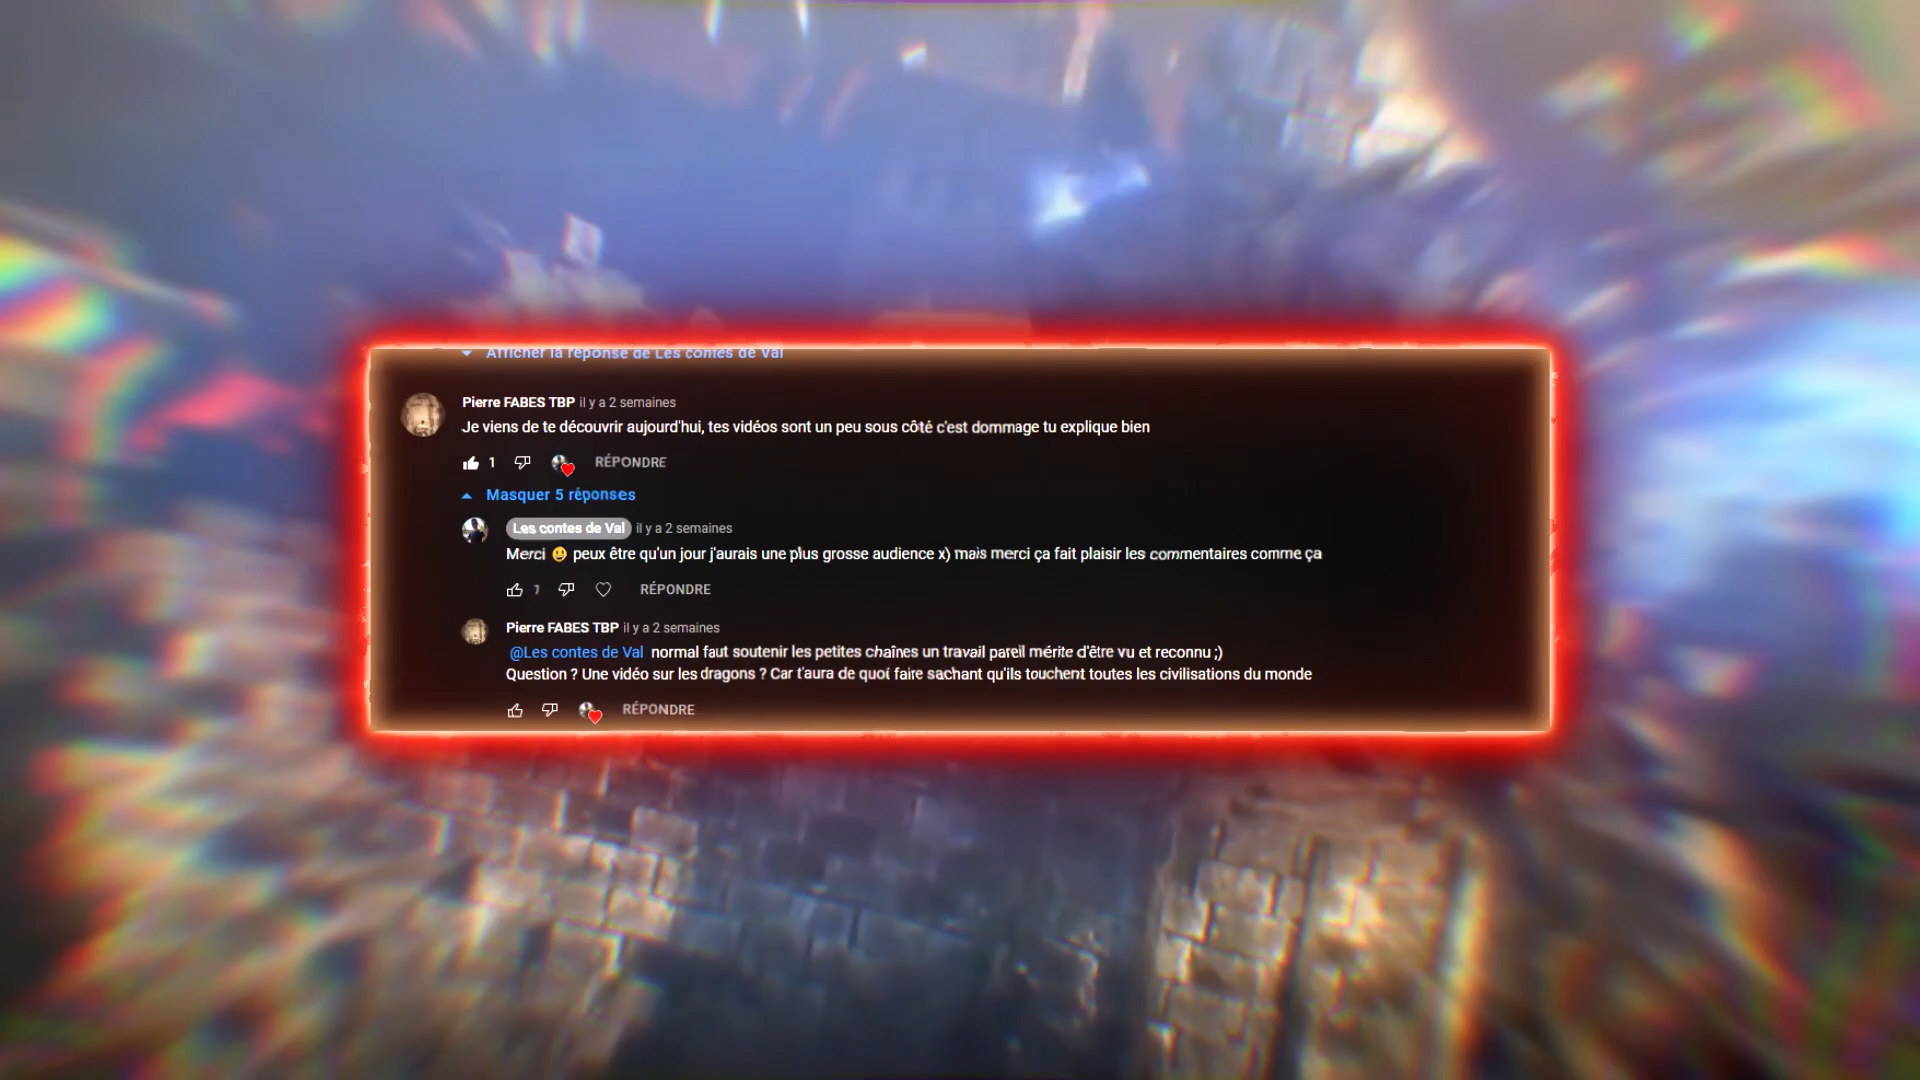 Afficher la réponse de Les contes de Val
Pierre FABES TBP il y a 2 semaines
Je viens de te découvrir aujourd'hui, tes vidéos sont un peu sous côté c'est dommage tu explique bien
1 RÉPONDRE
Masquer 5 réponses
Les contes de Val il y a 2 semaines
Merci 😃 peux être qu'un jour j'aurais une plus grosse audience x) mais merci ça fait plaisir les commentaires comme ça
1 RÉPONDRE
Pierre FABES TBP il y a 2 semaines
@Les contes de Val normal faut soutenir les petites chaînes un travail pareil mérite d'être vu et reconnu ;)
Question ? Une vidéo sur les dragons ? Car t'aura de quoi faire sachant qu'ils touchent toutes les civilisations du monde
RÉPONDRE